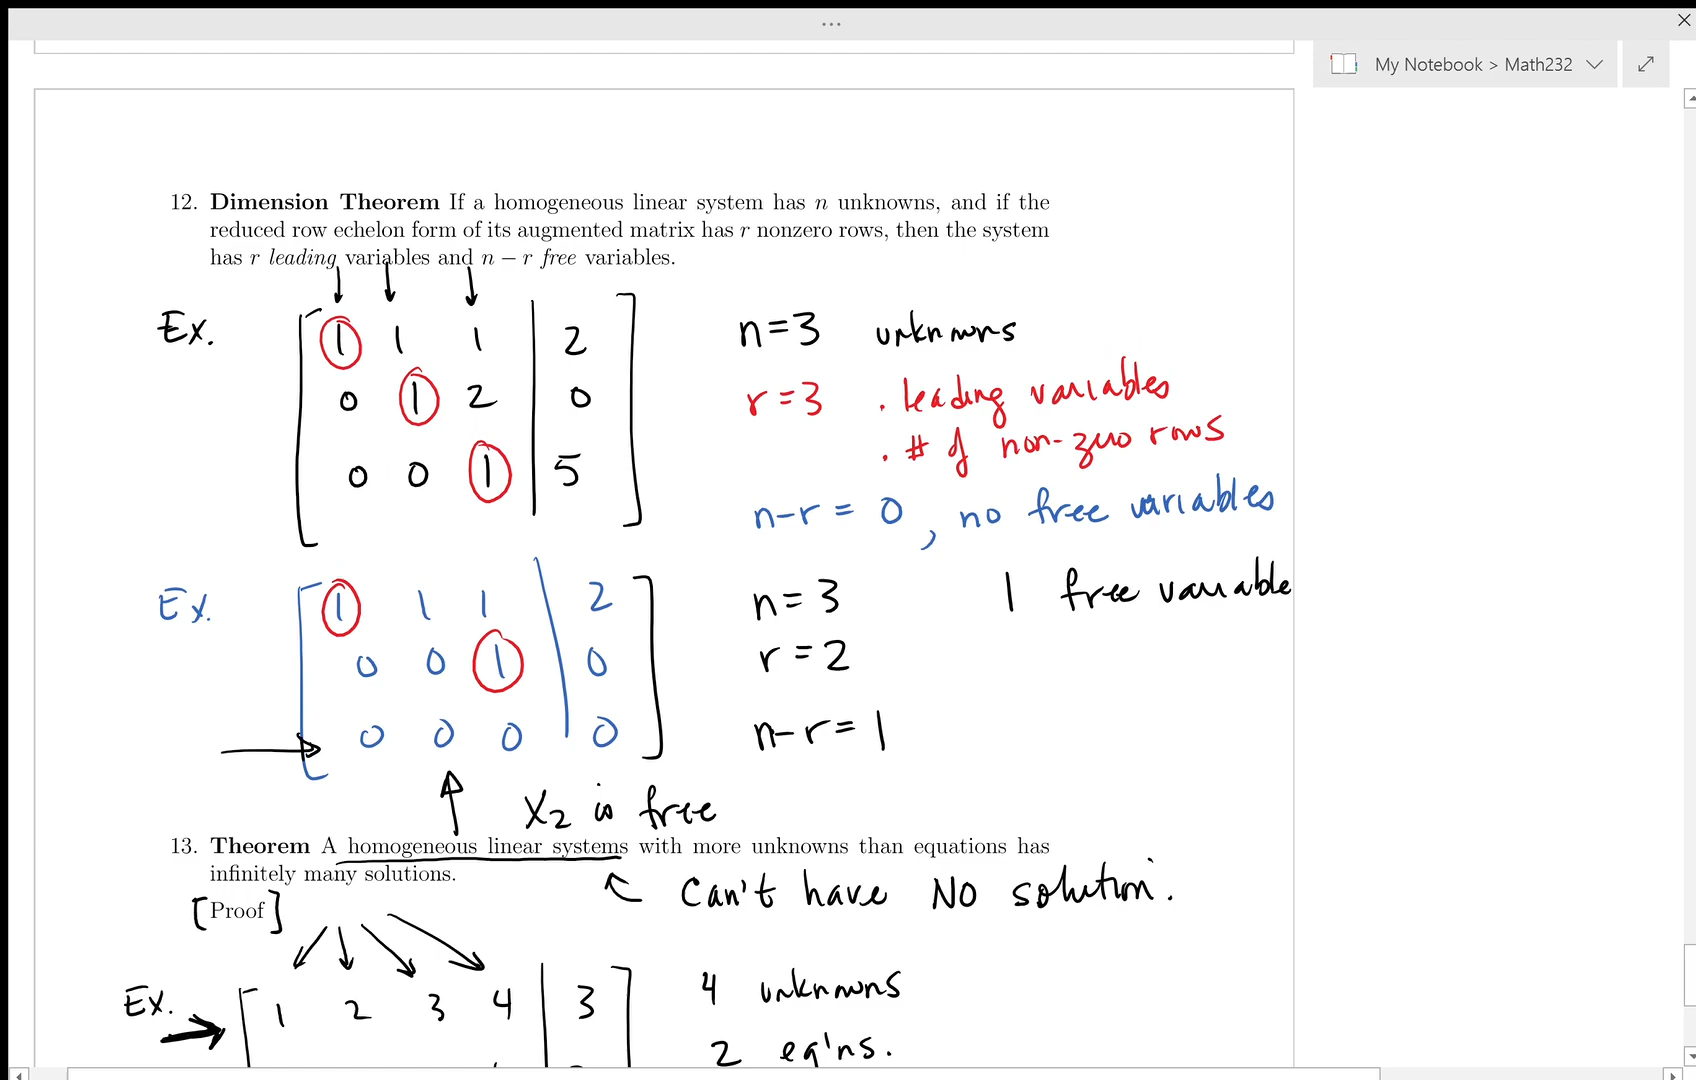 My Notebook > Math232
12. Dimension Theorem If a homogeneous linear system has n unknowns, and if the
reduced row echelon form of its augmented matrix has r nonzero rows, then the system
has r leading variables and n − r free variables.
Ex.
1 1 1 | 2
0 1 2 | 0
0 0 1 | 5
n=3 unknowns
r=3 . leading variables
. # of non-zero rows
n-r = 0, no free variables
Ex.
1 1 1 | 2
0 0 1 | 0
0 0 0 | 0
n=3 1 free variable
r=2
n-r=1
X2 is free
13. Theorem A homogeneous linear systems with more unknowns than equations has
infinitely many solutions.
Can't have NO solution.
[Proof]
Ex.
1 2 3 4 | 3
4 unknowns
2 eq'ns.